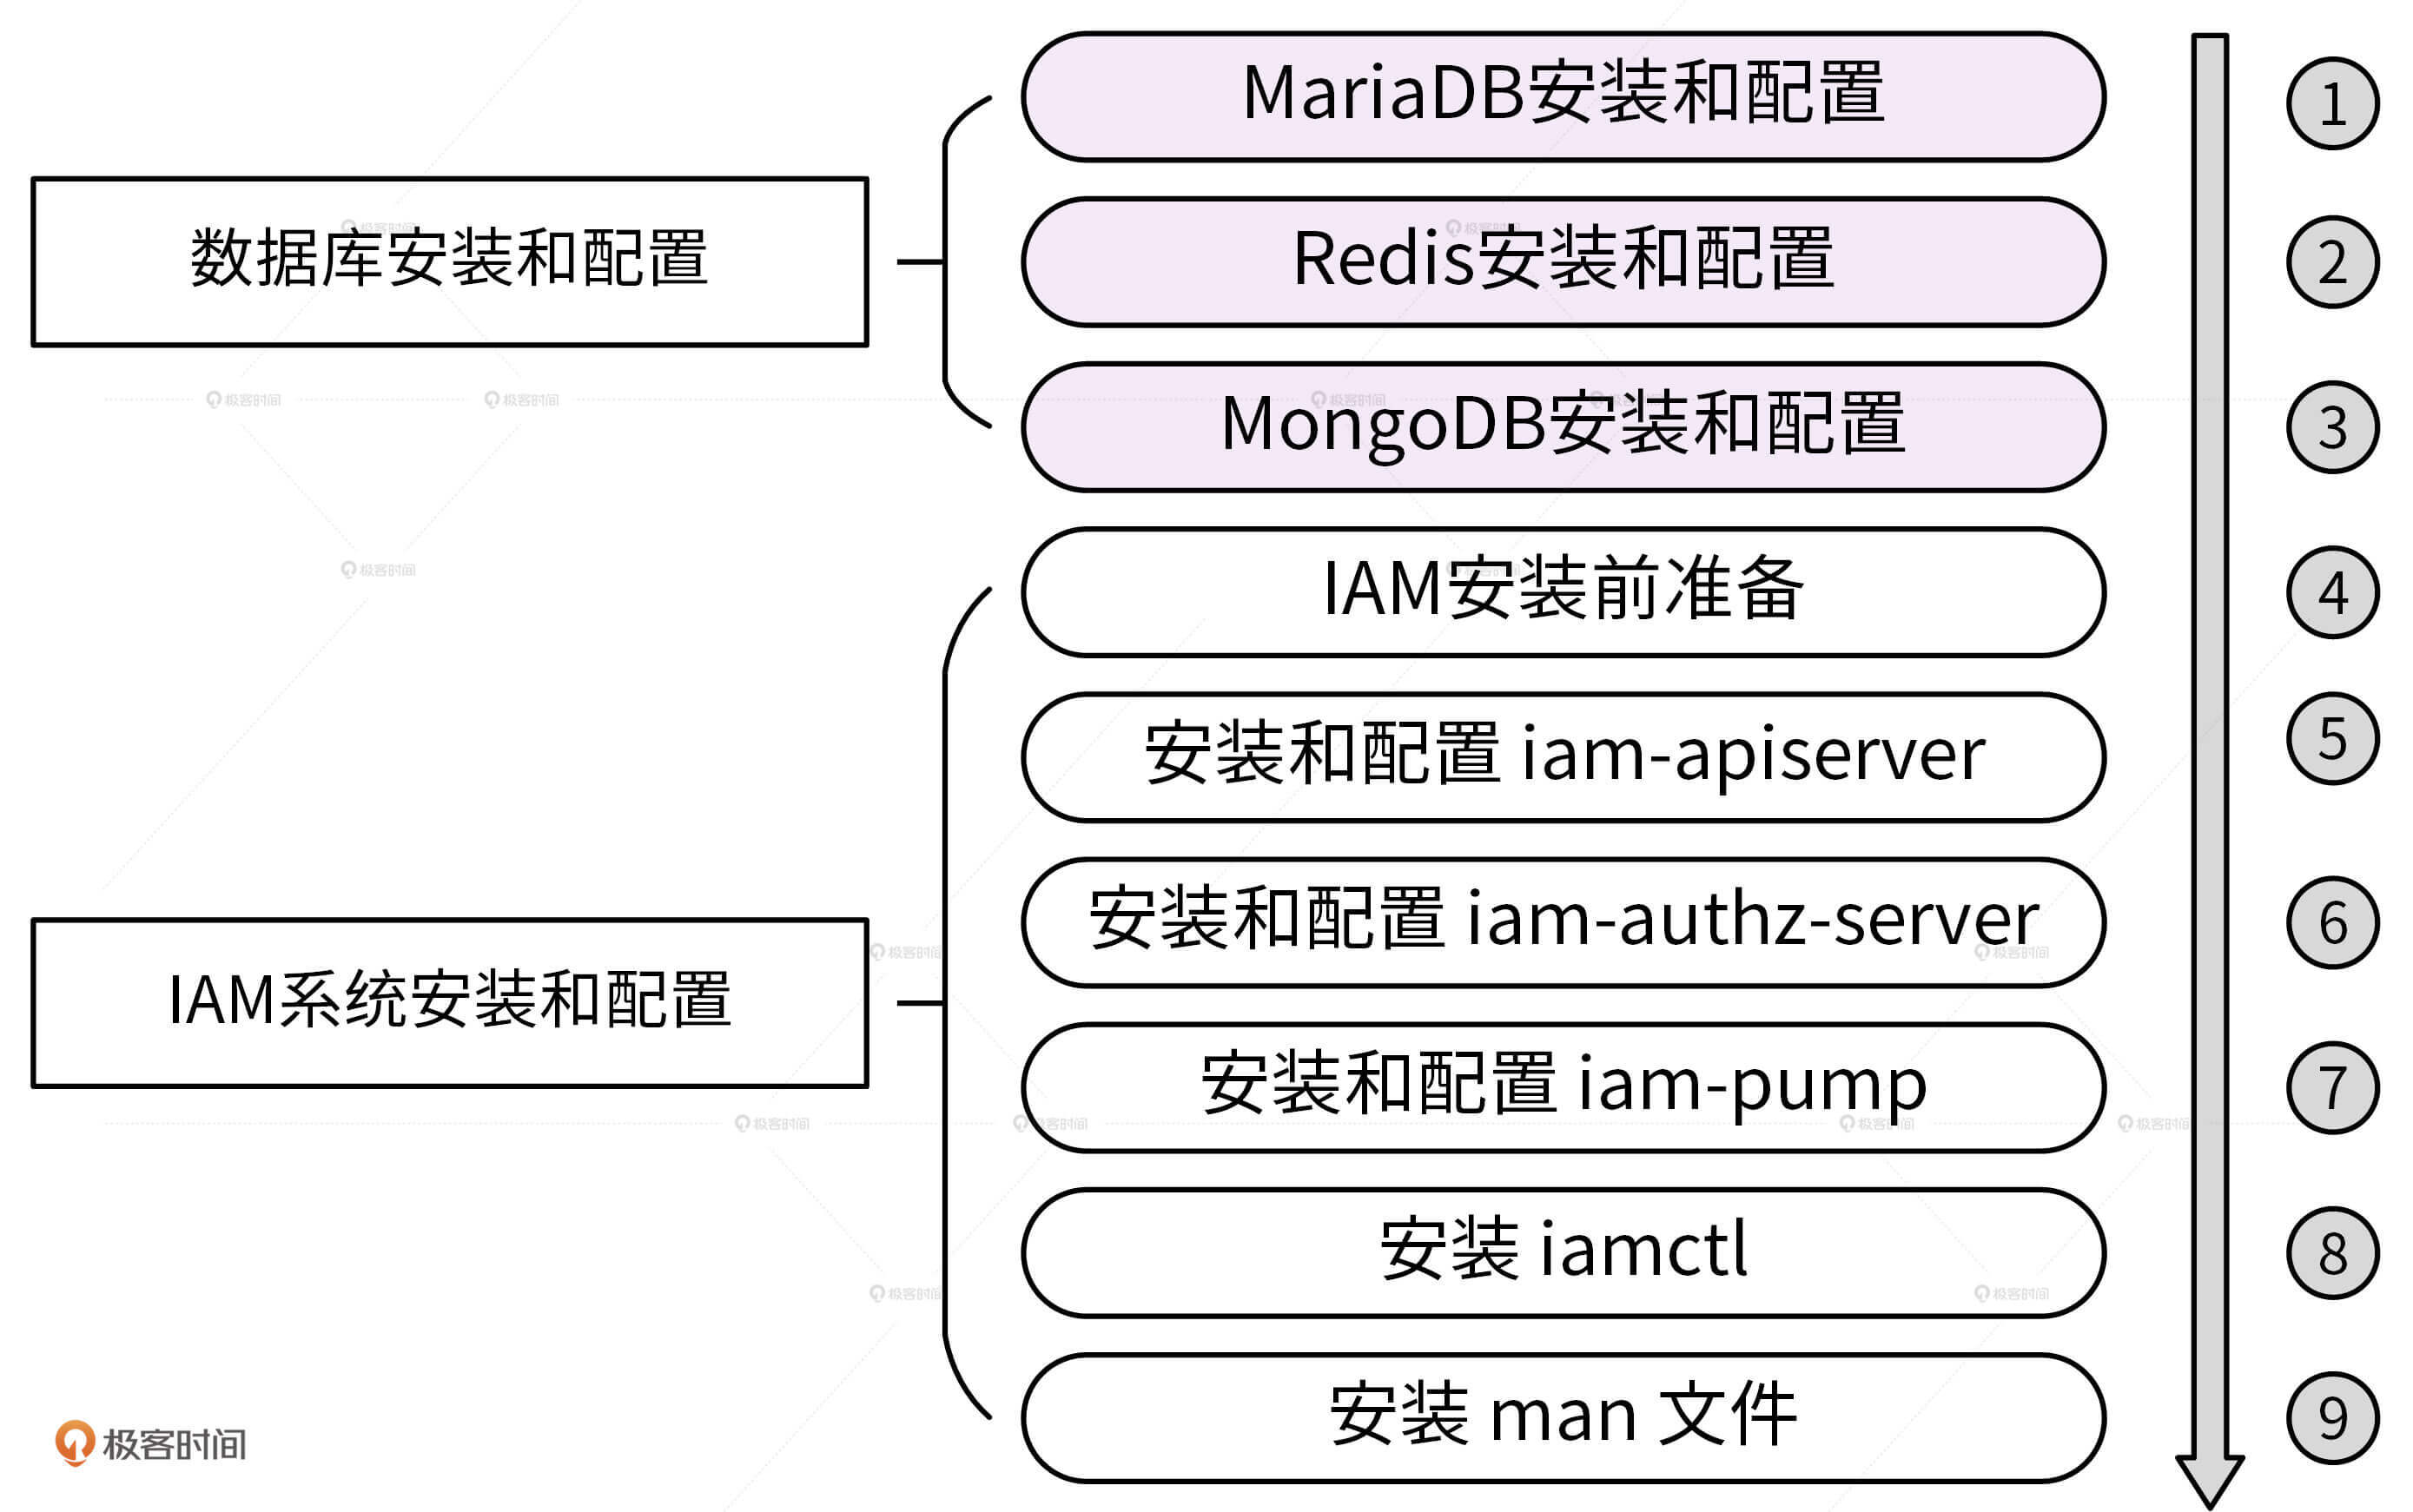 数据库安装和配置
MariaDB安装和配置
1
Redis安装和配置
2
MongoDB安装和配置
3
IAM系统安装和配置
IAM安装前准备
4
安装和配置 iam-apiserver
5
安装和配置 iam-authz-server
6
安装和配置 iam-pump
7
安装 iamctl
8
安装 man 文件
9
极客时间